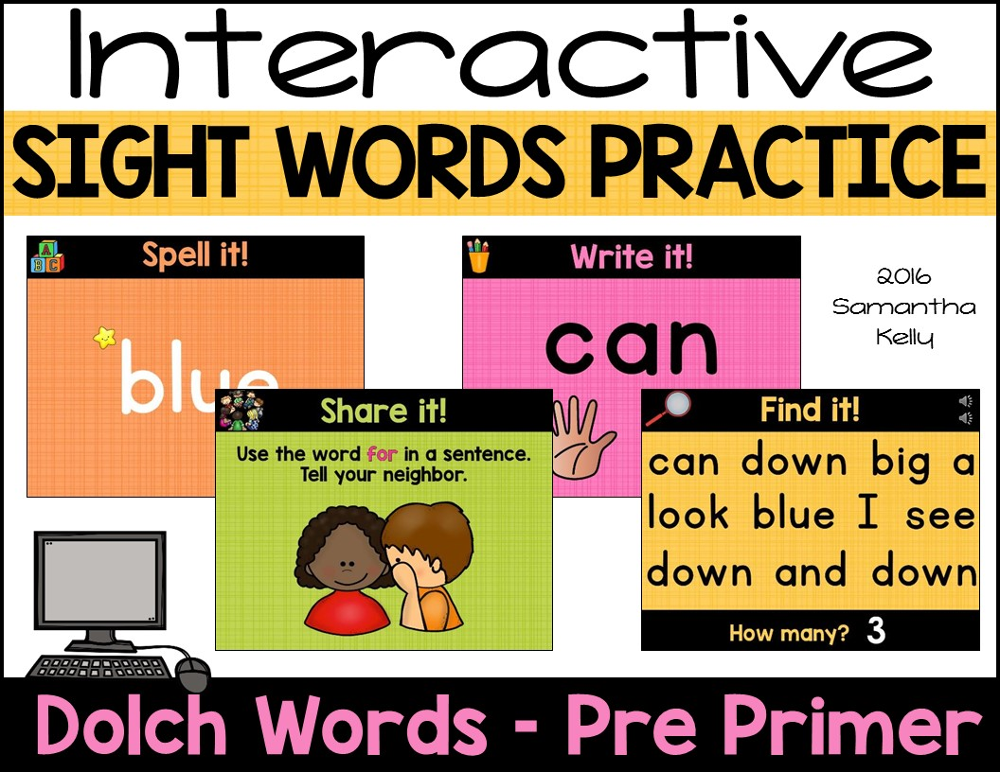 Interactive
SIGHT WORDS PRACTICE
Spell it!
A
B C
blue
Write it!
can
2016
Samantha
Kelly
Share it!
Use the word for in a sentence.
Tell your neighbor.
Find it!
can down big a
look blue I see
down and down
How many? 3
Dolch Words - Pre Primer